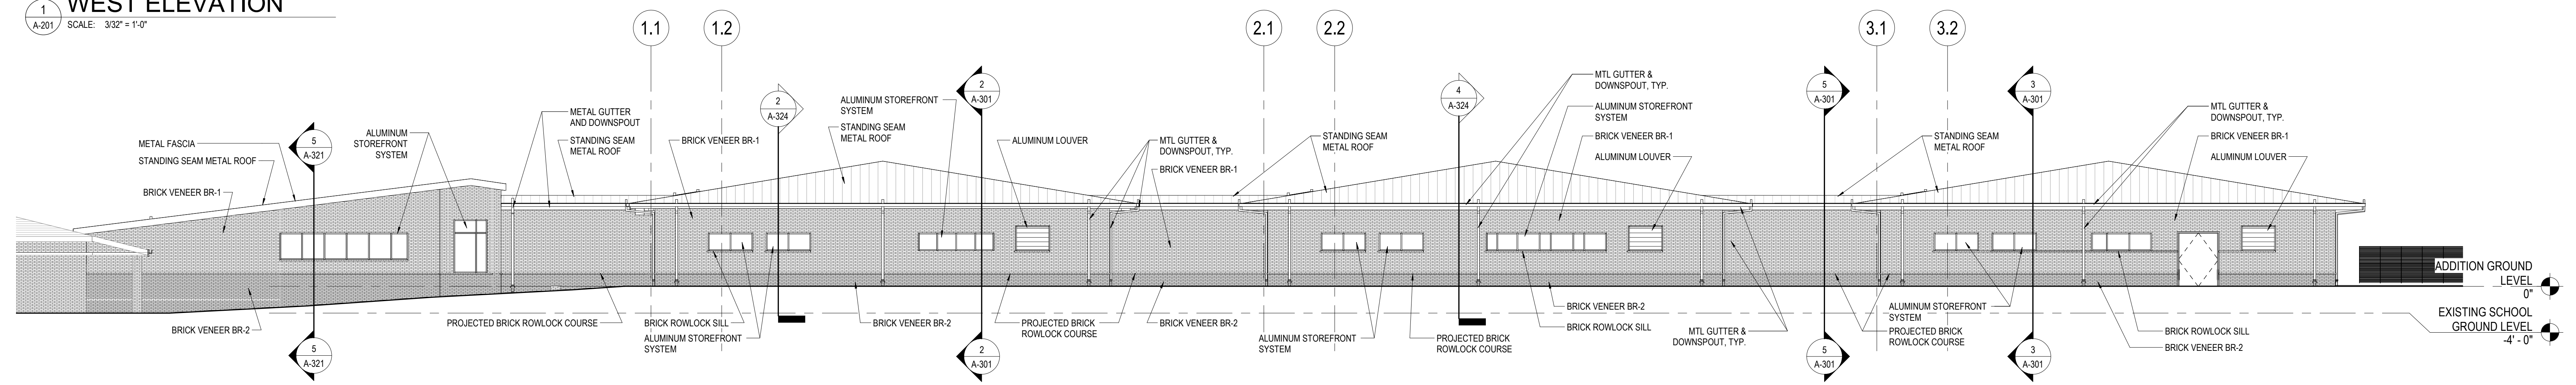 WEST ELEVATION
1
A-201
SCALE: 3/32" = 1'-0"
1.1
1.2
2.1
2.2
3.1
3.2
METAL FASCIA
STANDING SEAM METAL ROOF
BRICK VENEER BR-1
BRICK VENEER BR-2
5
A-321
5
A-321
ALUMINUM
STOREFRONT
SYSTEM
METAL GUTTER
AND DOWNSPOUT
STANDING SEAM
METAL ROOF
PROJECTED BRICK ROWLOCK COURSE
BRICK VENEER BR-1
BRICK ROWLOCK SILL
ALUMINUM STOREFRONT
SYSTEM
2
A-324
ALUMINUM STOREFRONT
SYSTEM
STANDING SEAM
METAL ROOF
BRICK VENEER BR-2
2
A-301
2
A-301
ALUMINUM LOUVER
PROJECTED BRICK
ROWLOCK COURSE
MTL GUTTER &
DOWNSPOUT, TYP.
BRICK VENEER BR-1
BRICK VENEER BR-2
STANDING SEAM
METAL ROOF
ALUMINUM STOREFRONT
SYSTEM
4
A-324
PROJECTED BRICK
ROWLOCK COURSE
MTL GUTTER &
DOWNSPOUT, TYP.
ALUMINUM STOREFRONT
SYSTEM
BRICK VENEER BR-1
ALUMINUM LOUVER
BRICK VENEER BR-2
BRICK ROWLOCK SILL
MTL GUTTER &
DOWNSPOUT, TYP.
5
A-301
5
A-301
STANDING SEAM
METAL ROOF
ALUMINUM STOREFRONT
SYSTEM
PROJECTED BRICK
ROWLOCK COURSE
3
A-301
3
A-301
MTL GUTTER &
DOWNSPOUT, TYP.
BRICK VENEER BR-1
ALUMINUM LOUVER
BRICK ROWLOCK SILL
BRICK VENEER BR-2
ADDITION GROUND
LEVEL
0"
EXISTING SCHOOL
GROUND LEVEL
-4' - 0"